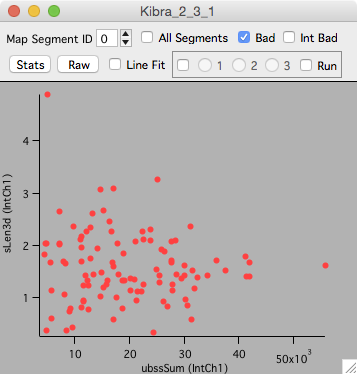 Kibra_2_3_1
Map Segment ID 0 All Segments Bad Int Bad
Stats Raw Line Fit 1 2 3 Run
4
3
2
1
sLen3d (IntCh1)
10 20 30 40 50x10³
ubssSum (IntCh1)